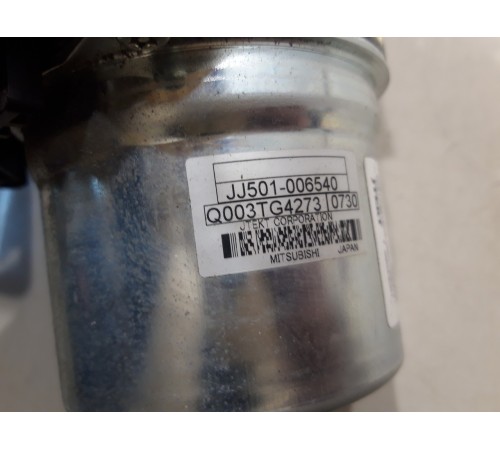 JJ501-006540
Q003TG4273 0730
JTEKT CORPORATION
MITSUBISHI JAPAN